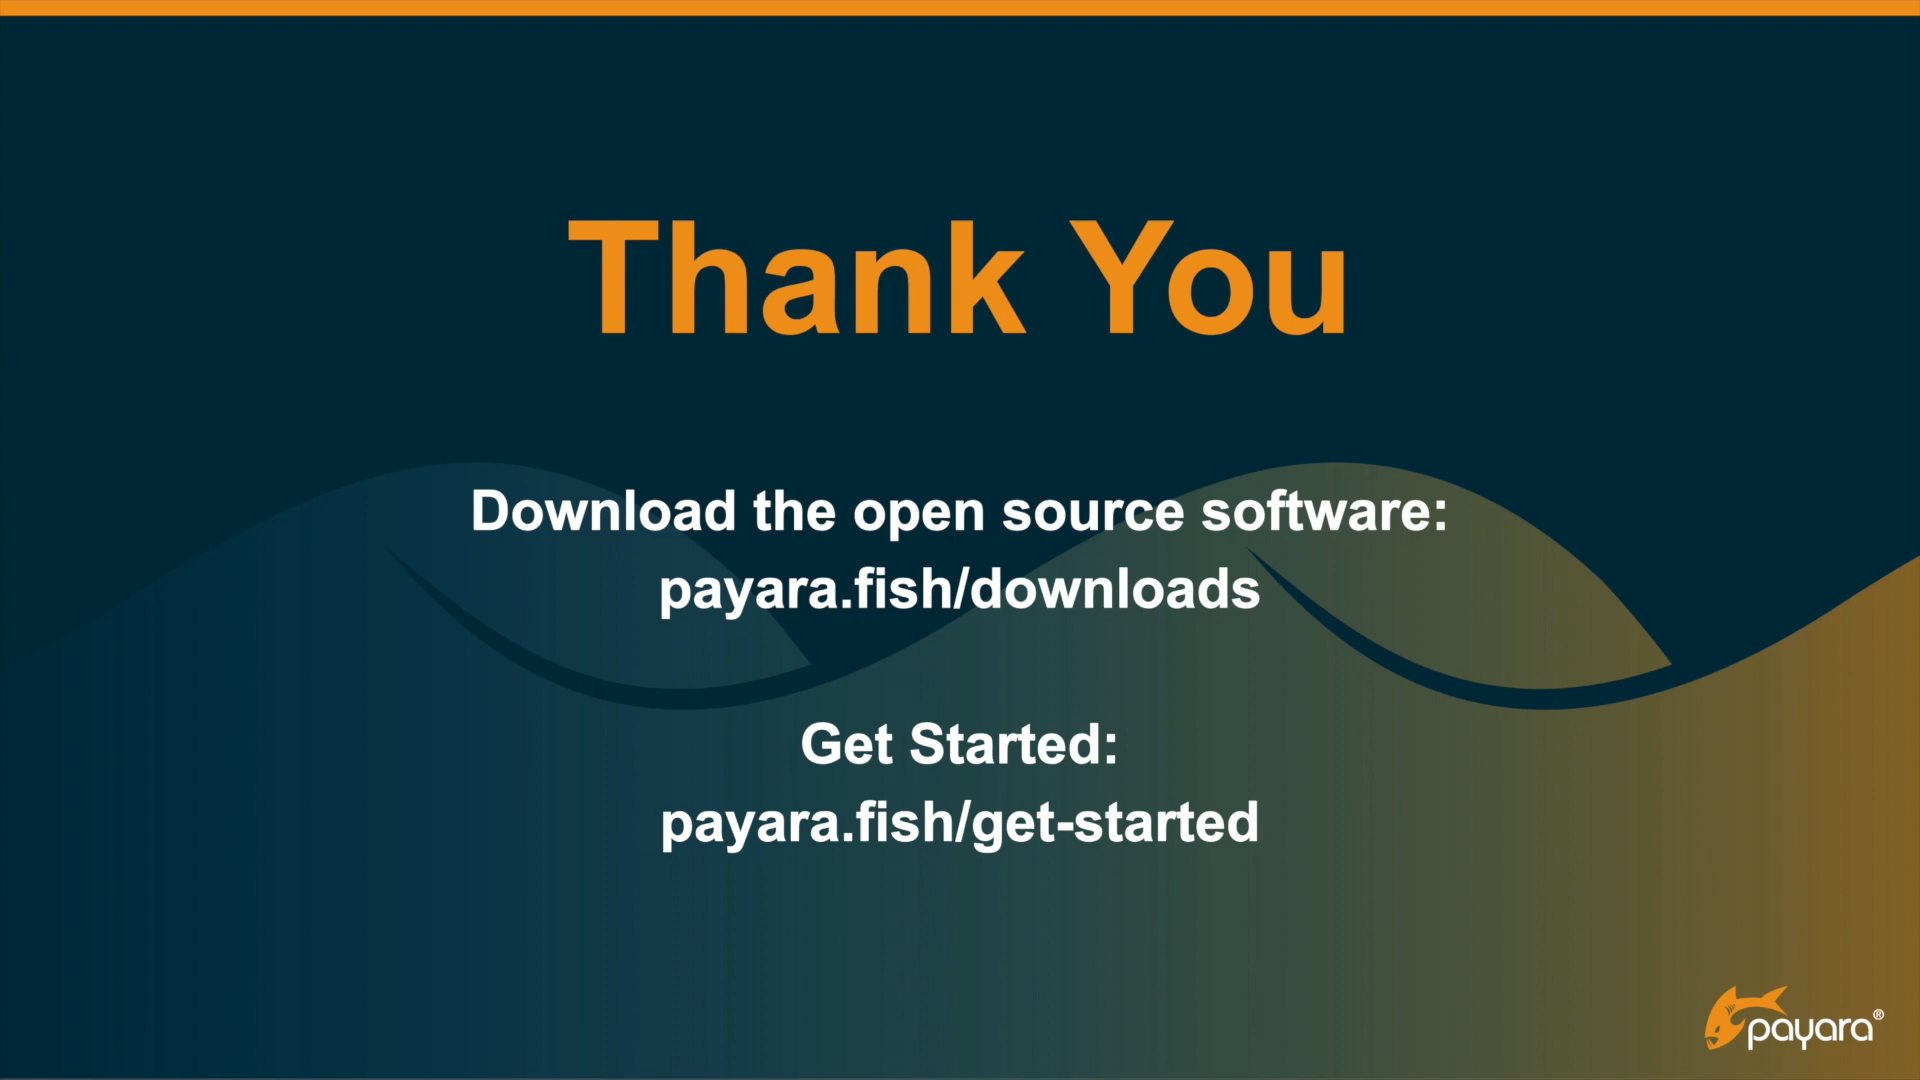 Thank You
Download the open source software:
payara.fish/downloads
Get Started:
payara.fish/get-started
payara®